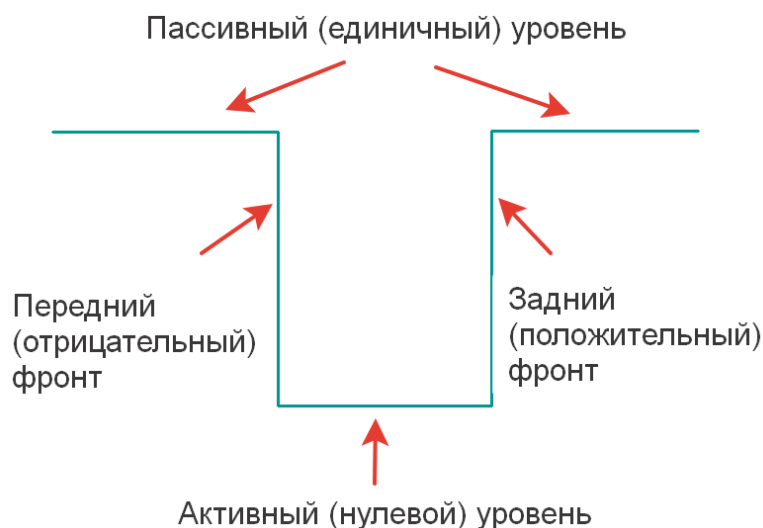 Пассивный (единичный) уровень
Передний
(отрицательный)
фронт
Задний
(положительный)
фронт
Активный (нулевой) уровень